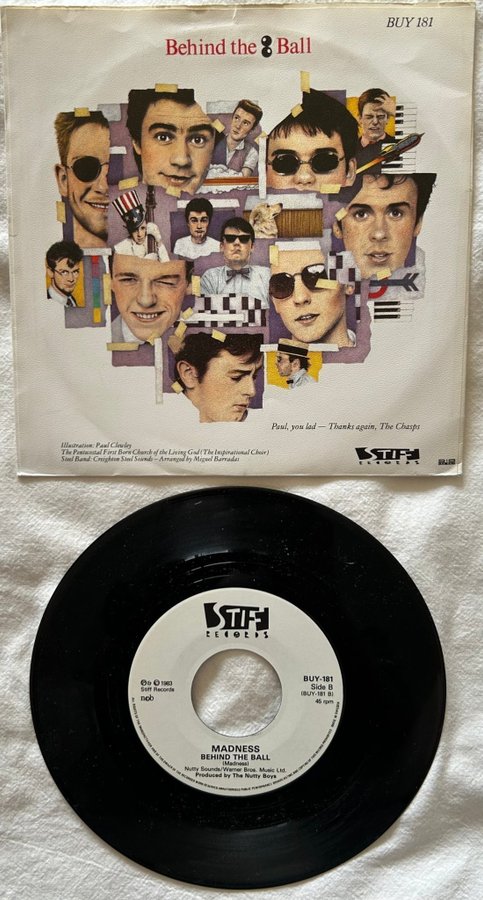 BUY 181
Behind the 8 Ball
Paul, you lad — Thanks again, The Chasps
Illustration: Paul Clowley
The Pentecostal First Born Church of the Living God (The Inspirational Choir)
Steel Band: Creighton Steel Sounds – Arranged by Miguel Barradas
STIFF
RECORDS
STIFF
RECORDS
℗ & © 1983
Stiff Records
ncb
BUY-181
Side B
(BUY-181 B)
45 rpm
MADNESS
BEHIND THE BALL
(Madness)
Nutty Sounds/Warner Bros. Music Ltd.
Produced by The Nutty Boys